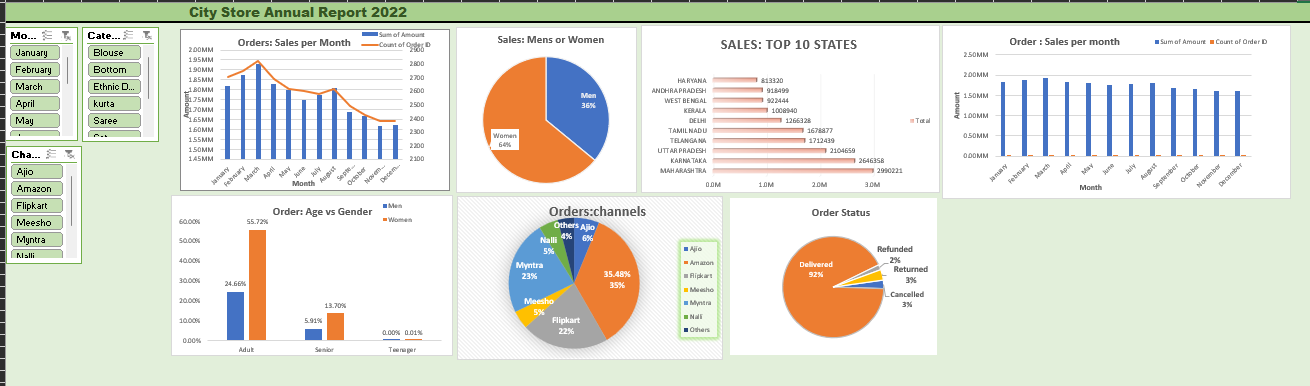 City Store Annual Report 2022
Mo...
January
February
March
April
May
Cate...
Blouse
Bottom
Ethnic D...
kurta
Saree
Cha...
Ajio
Amazon
Flipkart
Meesho
Myntra
Nalli
Orders: Sales per Month
Sum of Amount
Count of Order ID
2.00MM
1.95MM
1.90MM
1.85MM
1.80MM
1.75MM
1.70MM
1.65MM
1.60MM
1.55MM
1.50MM
1.45MM
2900
2800
2700
2600
2500
2400
2300
2200
2100
Amount
January
February
March
April
May
June
July
August
Septe...
October
Novem...
Decem...
Month
Sales: Mens or Women
Men
36%
Women
64%
SALES: TOP 10 STATES
HARYANA 813320
ANDHRA PRADESH 918499
WEST BENGAL 922444
KERALA 1008940
DELHI 1266328
TAMIL NADU 1678877
TELANGANA 1712439
UTTAR PRADESH 2104659
KARNATAKA 2646358
MAHARASHTRA 2990221
0.0M 1.0M 2.0M 3.0M
Total
Order : Sales per month
Sum of Amount
Count of Order ID
2.50MM
2.00MM
1.50MM
1.00MM
0.50MM
0.00MM
Amount
January
February
March
April
May
June
July
August
September
October
November
December
Month
Order: Age vs Gender
Men
Women
60.00%
50.00%
40.00%
30.00%
20.00%
10.00%
0.00%
24.66%
55.72%
5.91%
13.70%
0.00%
0.01%
Adult Senior Teenager
Orders:channels
Ajio
6%
35.48%
35%
Flipkart
22%
Meesho
5%
Myntra
23%
Nalli
5%
Others
4%
Ajio
Amazon
Flipkart
Meesho
Myntra
Nalli
Others
Order Status
Delivered
92%
Refunded
2%
Returned
3%
Cancelled
3%